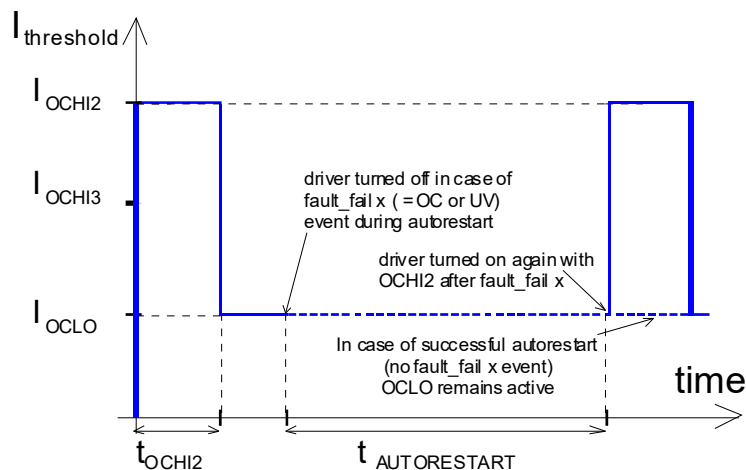 I threshold
I OCHI2
I OCHI3
driver turned off in case of
fault_fail x ( = OC or UV)
event during autorestart
driver turned on again with
OCHI2 after fault_fail x
I OCLO
In case of successful autorestart
(no fault_fail x event)
OCLO remains active
time
t OCHI2
t AUTORESTART